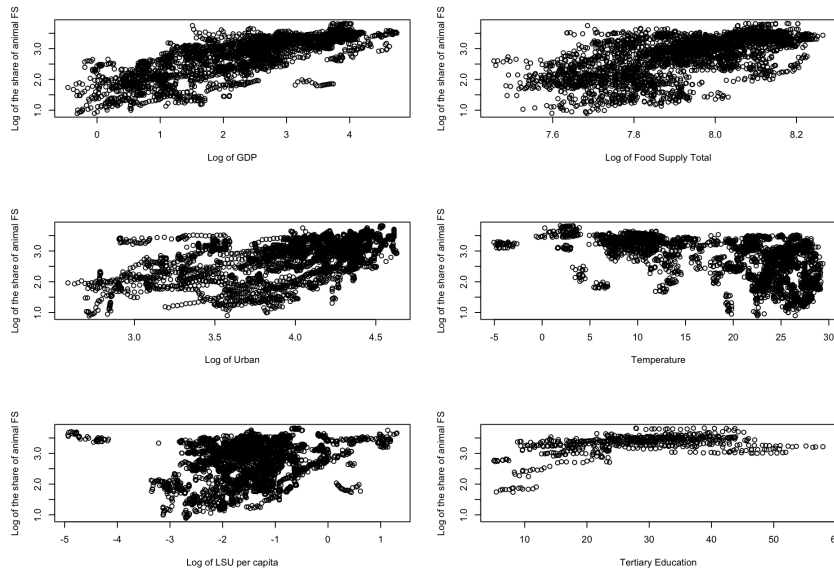 Log of the share of animal FS
1.0 2.0 3.0
0 1 2 3 4
Log of GDP
Log of the share of animal FS
1.0 2.0 3.0
7.6 7.8 8.0 8.2
Log of Food Supply Total
Log of the share of animal FS
1.0 2.0 3.0
3.0 3.5 4.0 4.5
Log of Urban
Log of the share of animal FS
1.0 2.0 3.0
-5 0 5 10 15 20 25 30
Temperature
Log of the share of animal FS
1.0 2.0 3.0
-5 -4 -3 -2 -1 0 1
Log of LSU per capita
Log of the share of animal FS
1.0 2.0 3.0
10 20 30 40 50
Tertiary Education